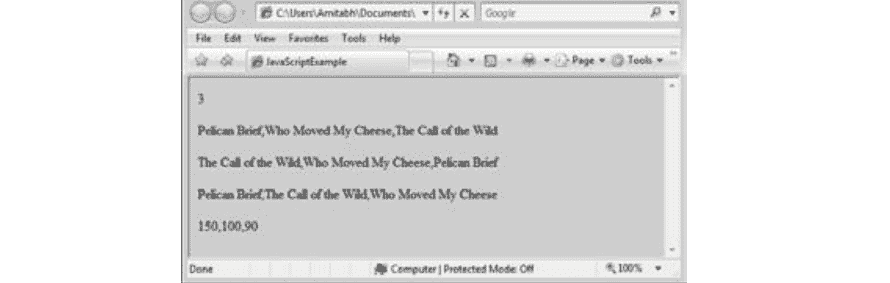 C:\Users\Amitabh\Documents\ Google
File Edit View Favorites Tools Help
JavaScriptExample Page Tools
3
Pelican Brief,Who Moved My Cheese,The Call of the Wild
The Call of the Wild,Who Moved My Cheese,Pelican Brief
Pelican Brief,The Call of the Wild,Who Moved My Cheese
150,100,90
Done Computer | Protected Mode: Off 100%